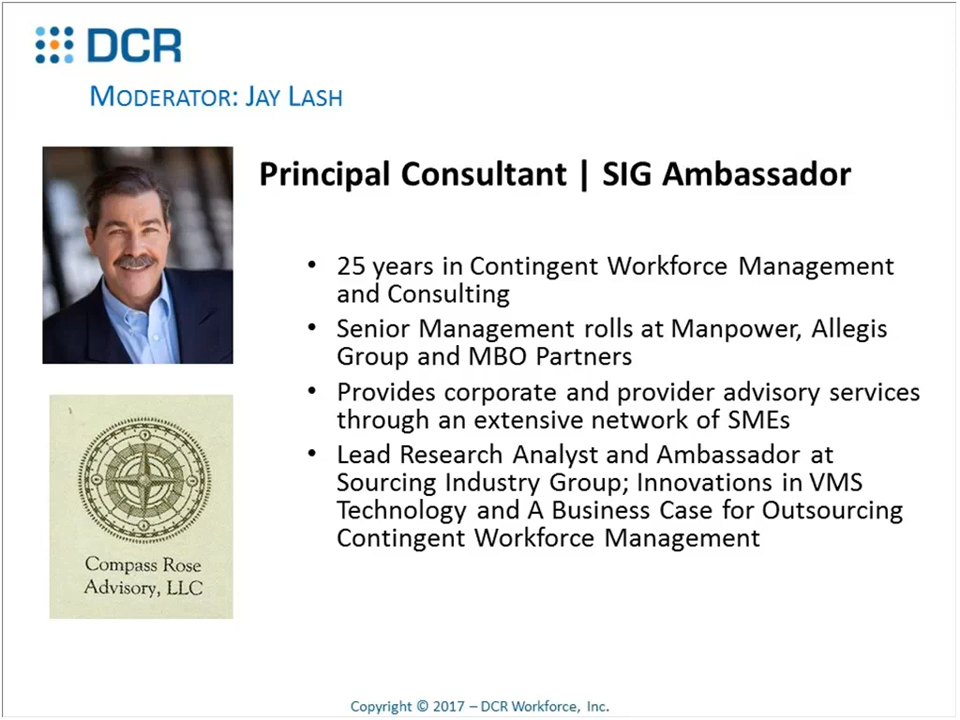 DCR
MODERATOR: JAY LASH
Principal Consultant | SIG Ambassador
• 25 years in Contingent Workforce Management
and Consulting
• Senior Management rolls at Manpower, Allegis
Group and MBO Partners
• Provides corporate and provider advisory services
through an extensive network of SMEs
• Lead Research Analyst and Ambassador at
Sourcing Industry Group; Innovations in VMS
Technology and A Business Case for Outsourcing
Contingent Workforce Management
Compass Rose
Advisory, LLC
Copyright © 2017 – DCR Workforce, Inc.